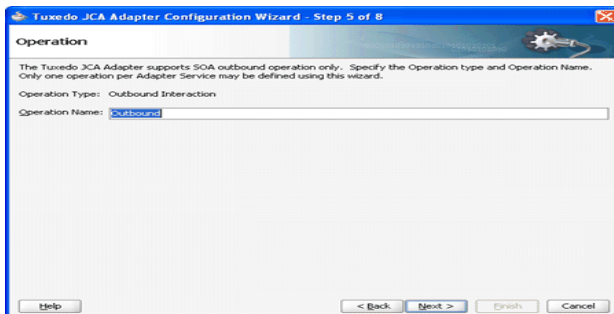 Tuxedo JCA Adapter Configuration Wizard - Step 5 of 8
Operation
The Tuxedo JCA Adapter supports SOA outbound operation only. Specify the Operation type and Operation Name.
Only one operation per Adapter Service may be defined using this wizard.
Operation Type: Outbound Interaction
Operation Name: Outbound
Help < Back Next > Finish Cancel